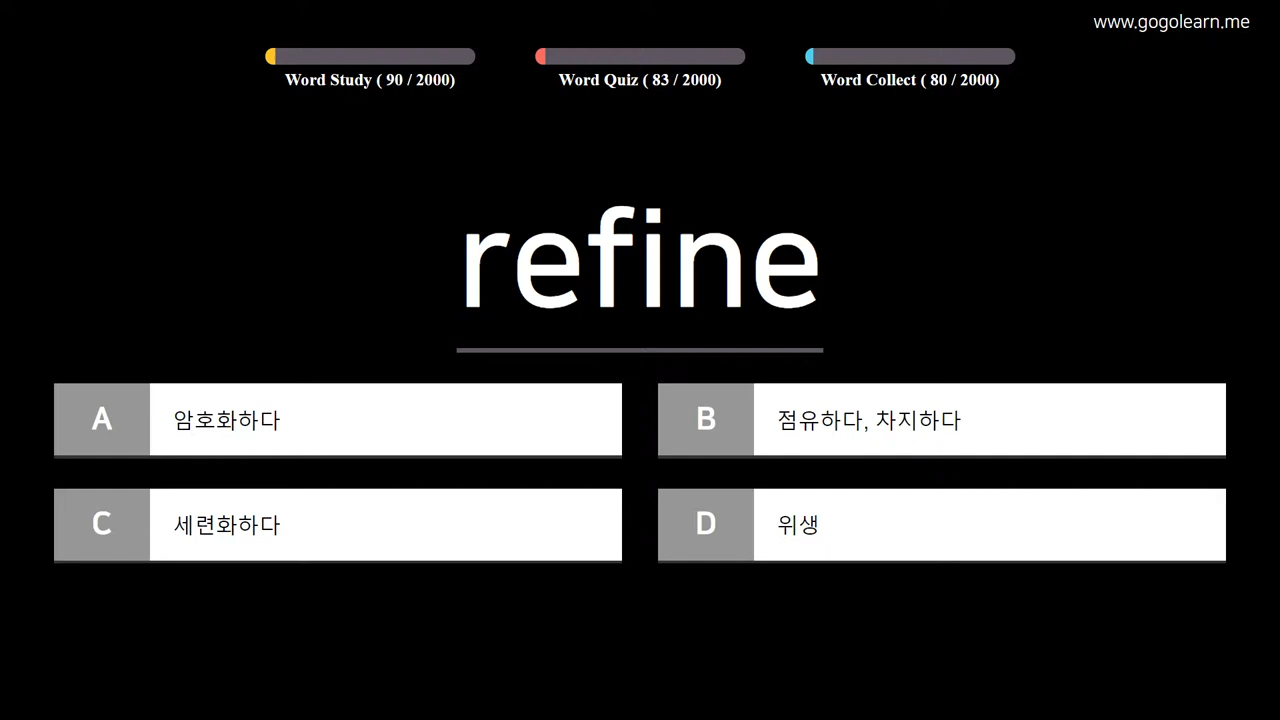 www.gogolearn.me
Word Study ( 90 / 2000)
Word Quiz ( 83 / 2000)
Word Collect ( 80 / 2000)
refine
A 암호화하다
B 점유하다, 차지하다
C 세련화하다
D 위생